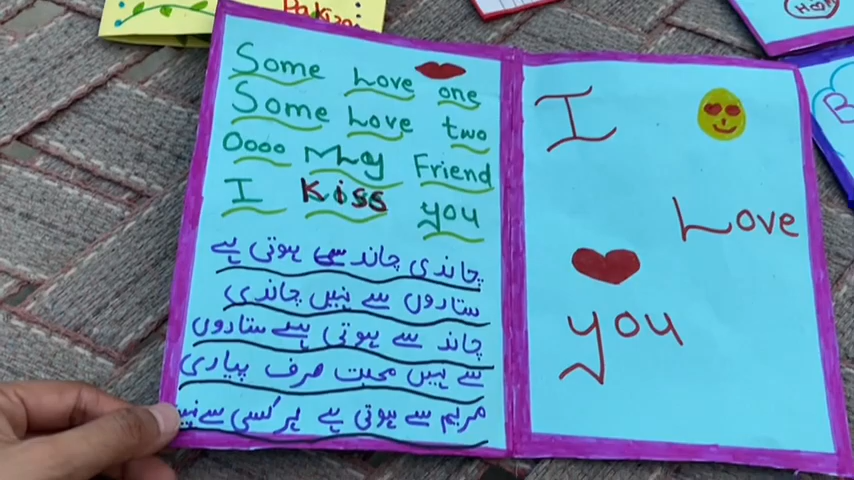 Pakiza
Some Love one
Some Love two
Oooo My Friend
I Kiss you
چاندی چاند سے ہوتی ہے
ستاروں سے نہیں چاندی
چاند سے ہوتی ہے ستاروں
سے نہیں محبت صرف پیاری
مریم سے ہوتی ہے ہر کسی سے نہیں
I
Love
you